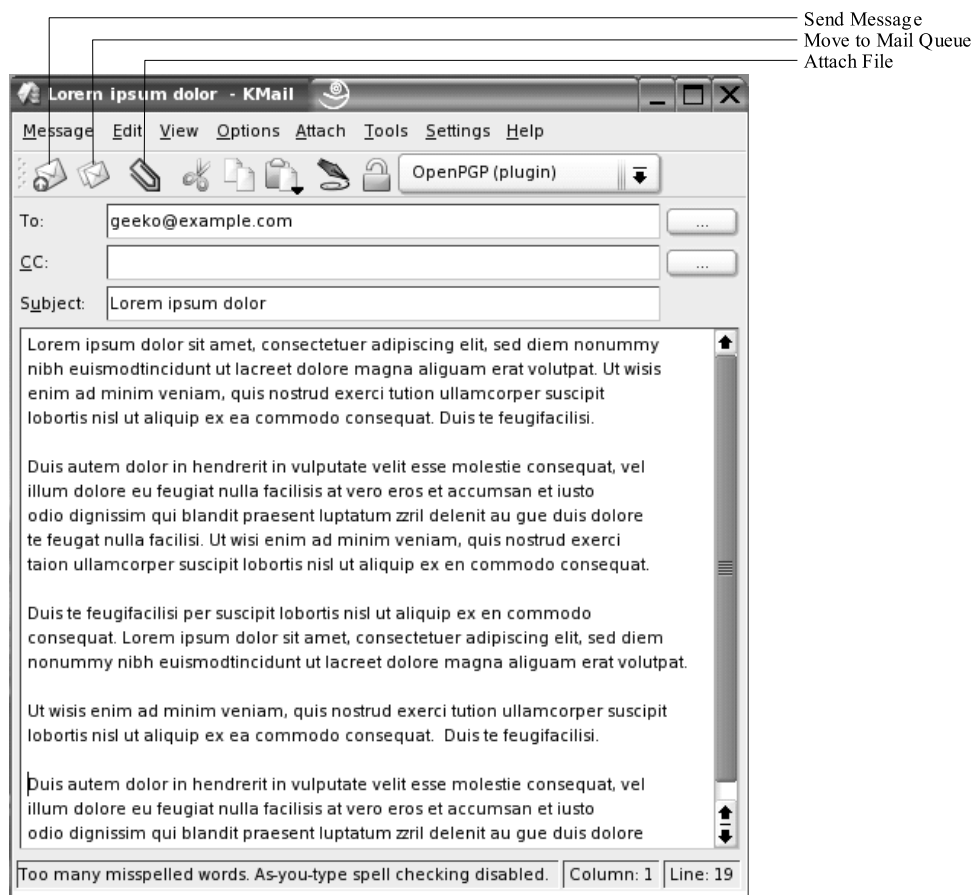 Send Message
Move to Mail Queue
Attach File
Lorem ipsum dolor - KMail
Message Edit View Options Attach Tools Settings Help
OpenPGP (plugin)
To: geeko@example.com ...
CC: ...
Subject: Lorem ipsum dolor
Lorem ipsum dolor sit amet, consectetuer adipiscing elit, sed diem nonummy
nibh euismodtincidunt ut lacreet dolore magna aliguam erat volutpat. Ut wisis
enim ad minim veniam, quis nostrud exerci tution ullamcorper suscipit
lobortis nisl ut aliquip ex ea commodo consequat. Duis te feugifacilisi.
Duis autem dolor in hendrerit in vulputate velit esse molestie consequat, vel
illum dolore eu feugiat nulla facilisis at vero eros et accumsan et iusto
odio dignissim qui blandit praesent luptatum zzril delenit au gue duis dolore
te feugat nulla facilisi. Ut wisi enim ad minim veniam, quis nostrud exerci
taion ullamcorper suscipit lobortis nisl ut aliquip ex en commodo consequat.
Duis te feugifacilisi per suscipit lobortis nisl ut aliquip ex en commodo
consequat. Lorem ipsum dolor sit amet, consectetuer adipiscing elit, sed diem
nonummy nibh euismodtincidunt ut lacreet dolore magna aliguam erat volutpat.
Ut wisis enim ad minim veniam, quis nostrud exerci tution ullamcorper suscipit
lobortis nisl ut aliquip ex ea commodo consequat.  Duis te feugifacilisi.
Duis autem dolor in hendrerit in vulputate velit esse molestie consequat, vel
illum dolore eu feugiat nulla facilisis at vero eros et accumsan et iusto
odio dignissim qui blandit praesent luptatum zzril delenit au gue duis dolore
Too many misspelled words. As-you-type spell checking disabled. Column: 1 Line: 19